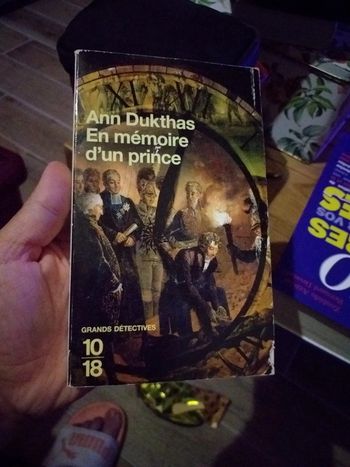 Ann Dukthas
En mémoire
d'un prince
GRANDS DÉTECTIVES
10
18